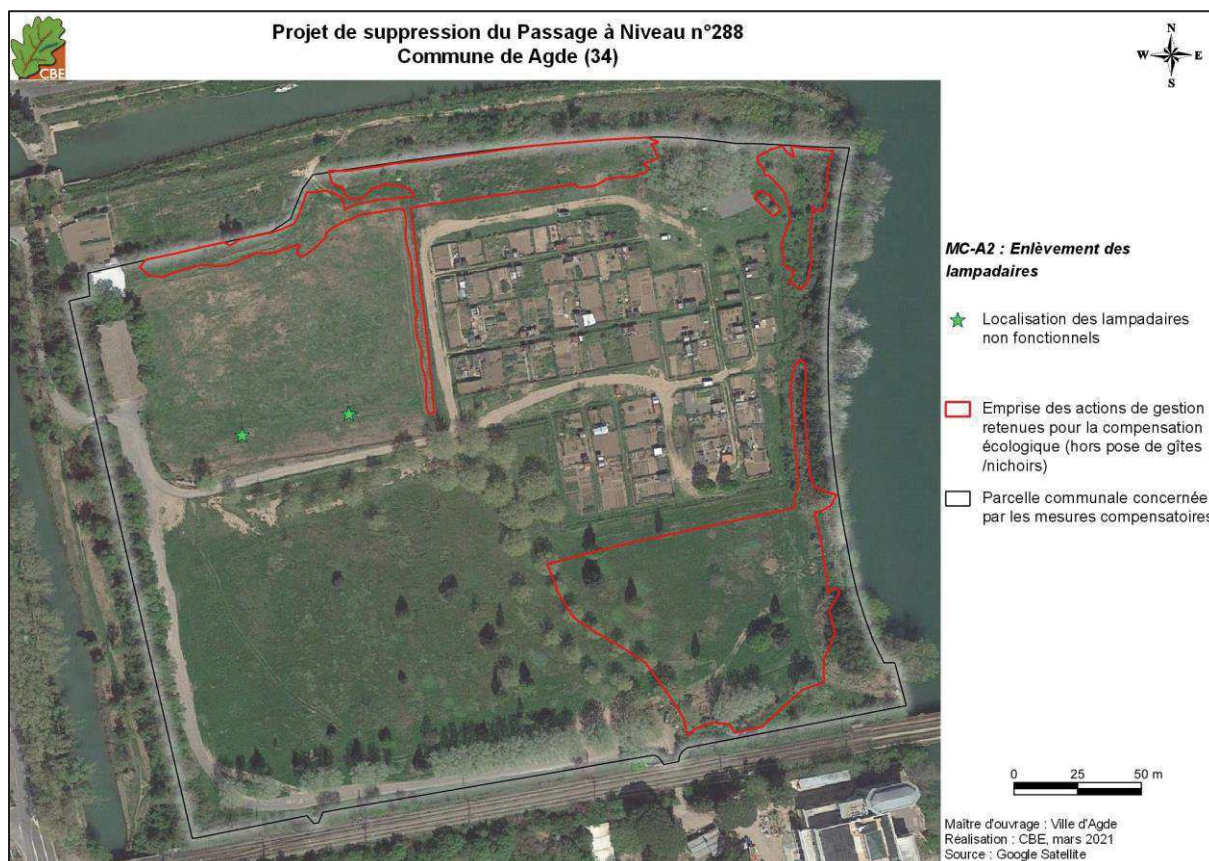 Projet de suppression du Passage à Niveau n°288
Commune de Agde (34)
CBE
N
W
E
S
MC-A2 : Enlèvement des
lampadaires
Localisation des lampadaires
non fonctionnels
Emprise des actions de gestion
retenues pour la compensation
écologique (hors pose de gîtes
/nichoirs)
Parcelle communale concernée
par les mesures compensatoires
0 25 50 m
Maître d'ouvrage : Ville d'Agde
Réalisation : CBE, mars 2021
Source : Google Satellite